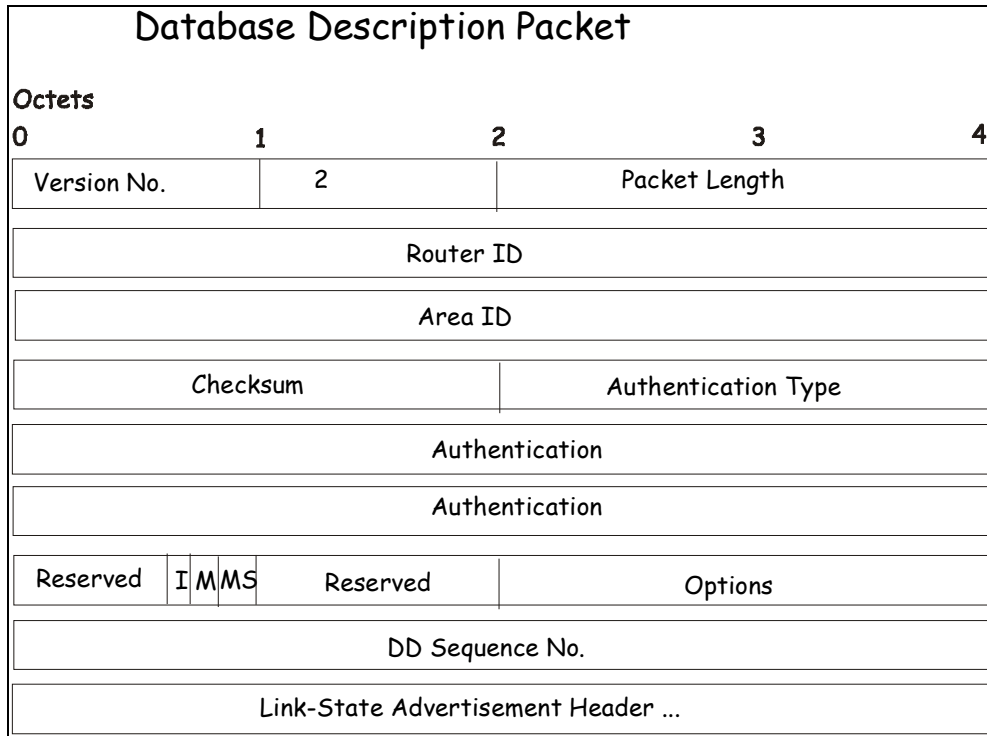 Database Description Packet
Octets
0 1 2 3 4
Version No. 2 Packet Length
Router ID
Area ID
Checksum Authentication Type
Authentication
Authentication
Reserved I M MS Reserved Options
DD Sequence No.
Link-State Advertisement Header ...